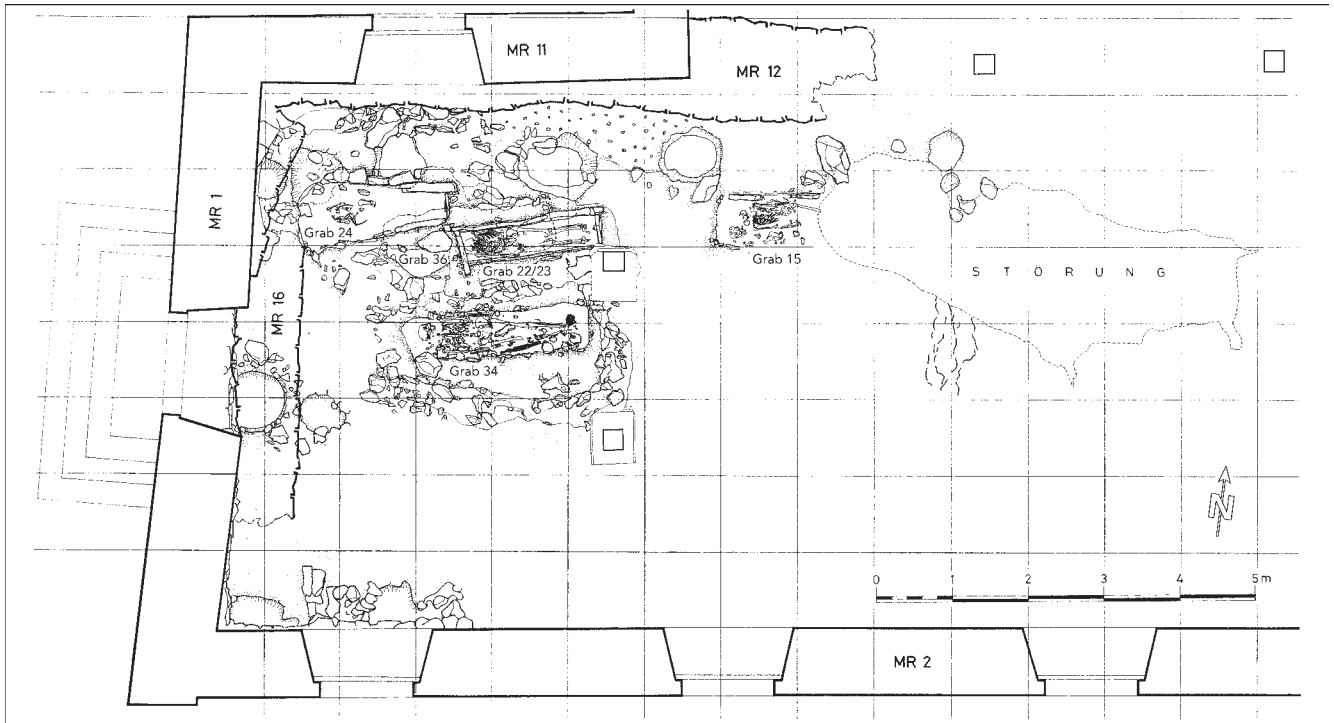 MR 11
MR 12
MR 1
Grab 24
Grab 36
Grab 22/23
Grab 15
STÖRUNG
MR 16
Grab 34
N
0 1 2 3 4 5 m
MR 2